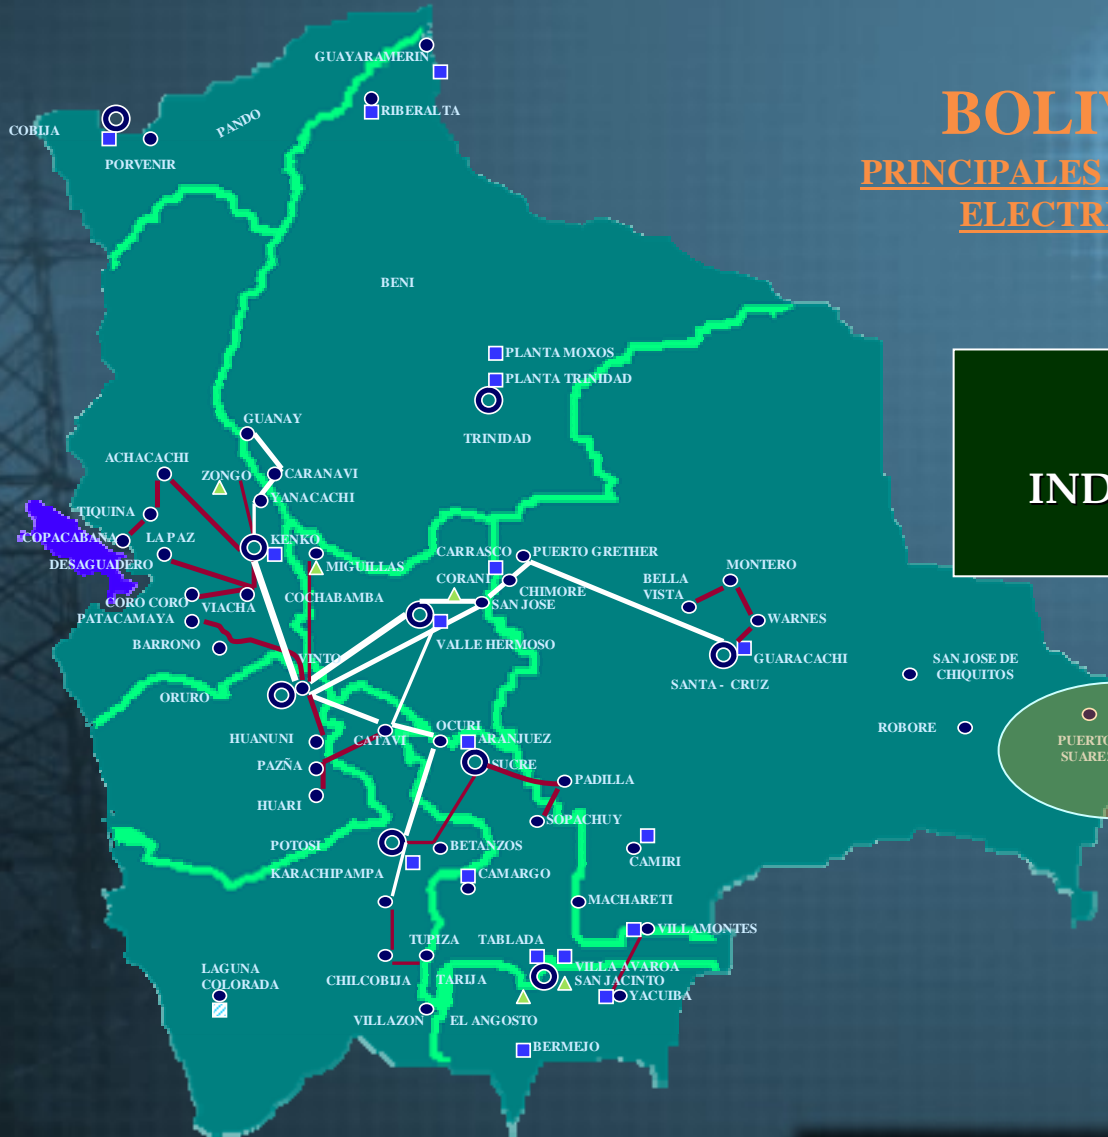 BOLIV
PRINCIPALES
ELECTRI
IND
GUAYARAMERIN
RIBERALTA
COBIJA
PANDO
PORVENIR
BENI
PLANTA MOXOS
PLANTA TRINIDAD
TRINIDAD
GUANAY
ACHACACHI
ZONGO
CARANAVI
YANACACHI
TIQUINA
COPACABANA
LA PAZ
KENKO
DESAGUADERO
MIGUILLAS
CARRASCO
PUERTO GRETHER
CORANI
CHIMORE
COCHABAMBA
SAN JOSE
CORO CORO
VIACHA
PATACAMAYA
BARRONO
VINTO
VALLE HERMOSO
BELLA
VISTA
MONTERO
WARNES
GUARACACHI
SANTA - CRUZ
SAN JOSE DE
CHIQUITOS
ROBORE
PUERTO
SUAREZ
ORURO
HUANUNI
CATAVI
OCURI
ARANJUEZ
SUCRE
PAZÑA
PADILLA
HUARI
SOPACHUY
POTOSI
BETANZOS
CAMIRI
KARACHIPAMPA
CAMARGO
MACHARETI
VILLAMONTES
TUPIZA
TABLADA
LAGUNA
COLORADA
CHILCOBIJA
TARIJA
VILLA AVAROA
SAN JACINTO
YACUIBA
VILLAZON
EL ANGOSTO
BERMEJO